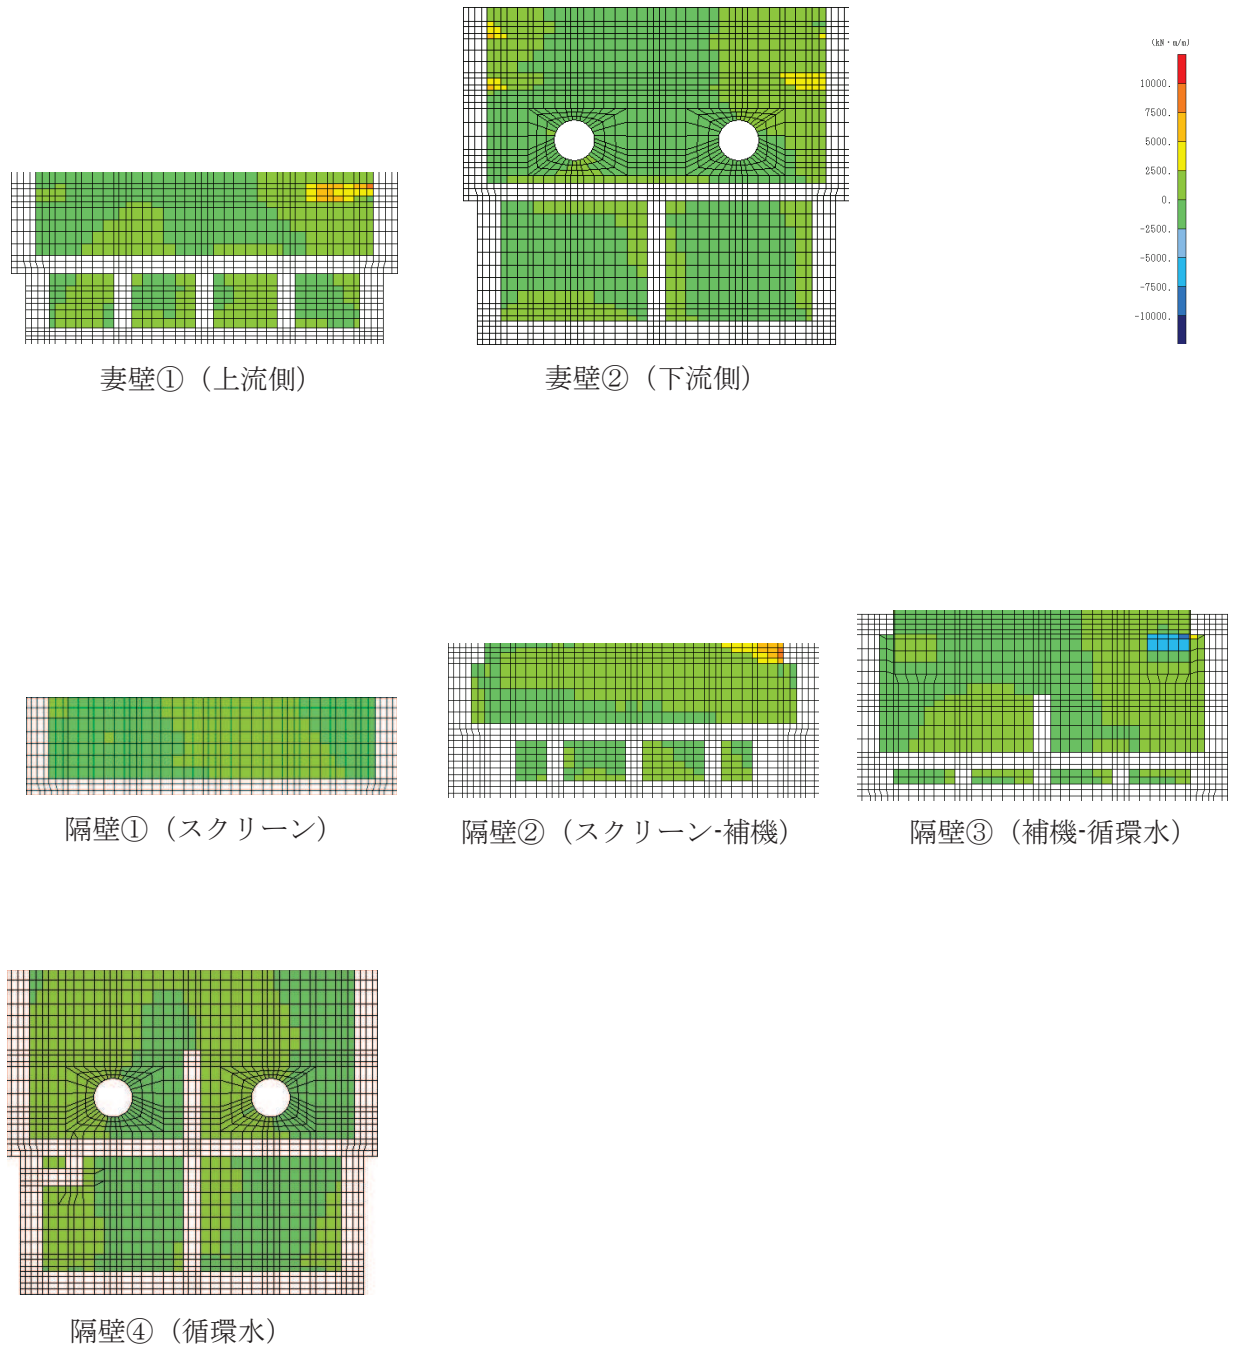 (kN・m/m)
10000.
7500.
5000.
2500.
0.
-2500.
-5000.
-7500.
-10000.
妻壁①（上流側）
妻壁②（下流側）
隔壁①（スクリーン）
隔壁②（スクリーン-補機）
隔壁③（補機-循環水）
隔壁④（循環水）